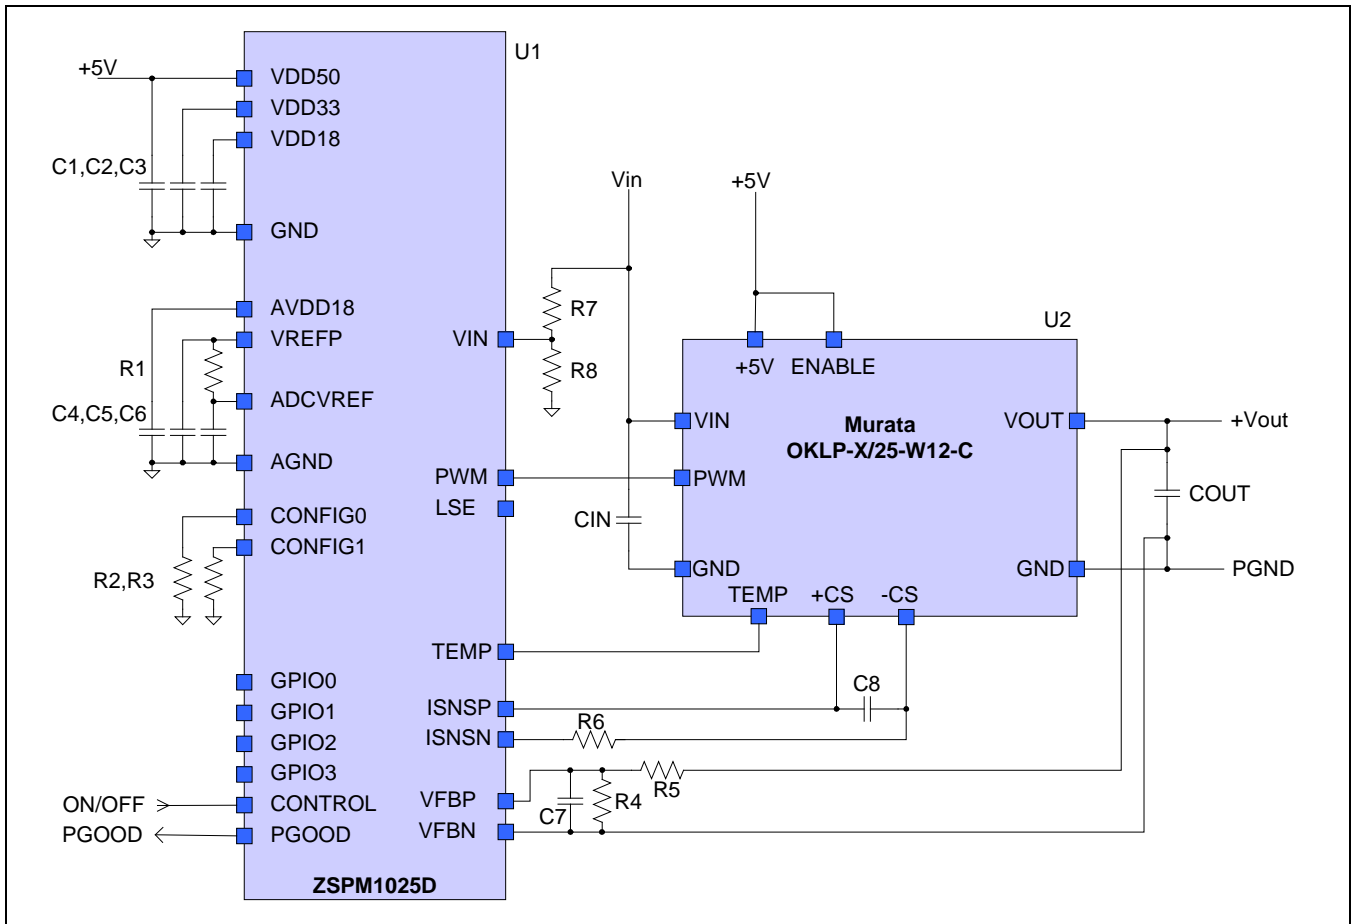 U1
+5V
VDD50
VDD33
VDD18
C1,C2,C3
GND
AVDD18
VREFP
R1
ADCVREF
C4,C5,C6
AGND
CONFIG0
CONFIG1
R2,R3
GPIO0
GPIO1
GPIO2
GPIO3
ON/OFF
CONTROL
PGOOD
PGOOD
VIN
PWM
LSE
TEMP
ISNSP
ISNSN
VFBP
VFBN
ZSPM1025D
Vin
+5V
R7
R8
CIN
U2
+5V
ENABLE
VIN
Murata
OKLP-X/25-W12-C
VOUT
PWM
GND
GND
TEMP
+CS
-CS
+Vout
COUT
PGND
C8
R6
R5
C7
R4